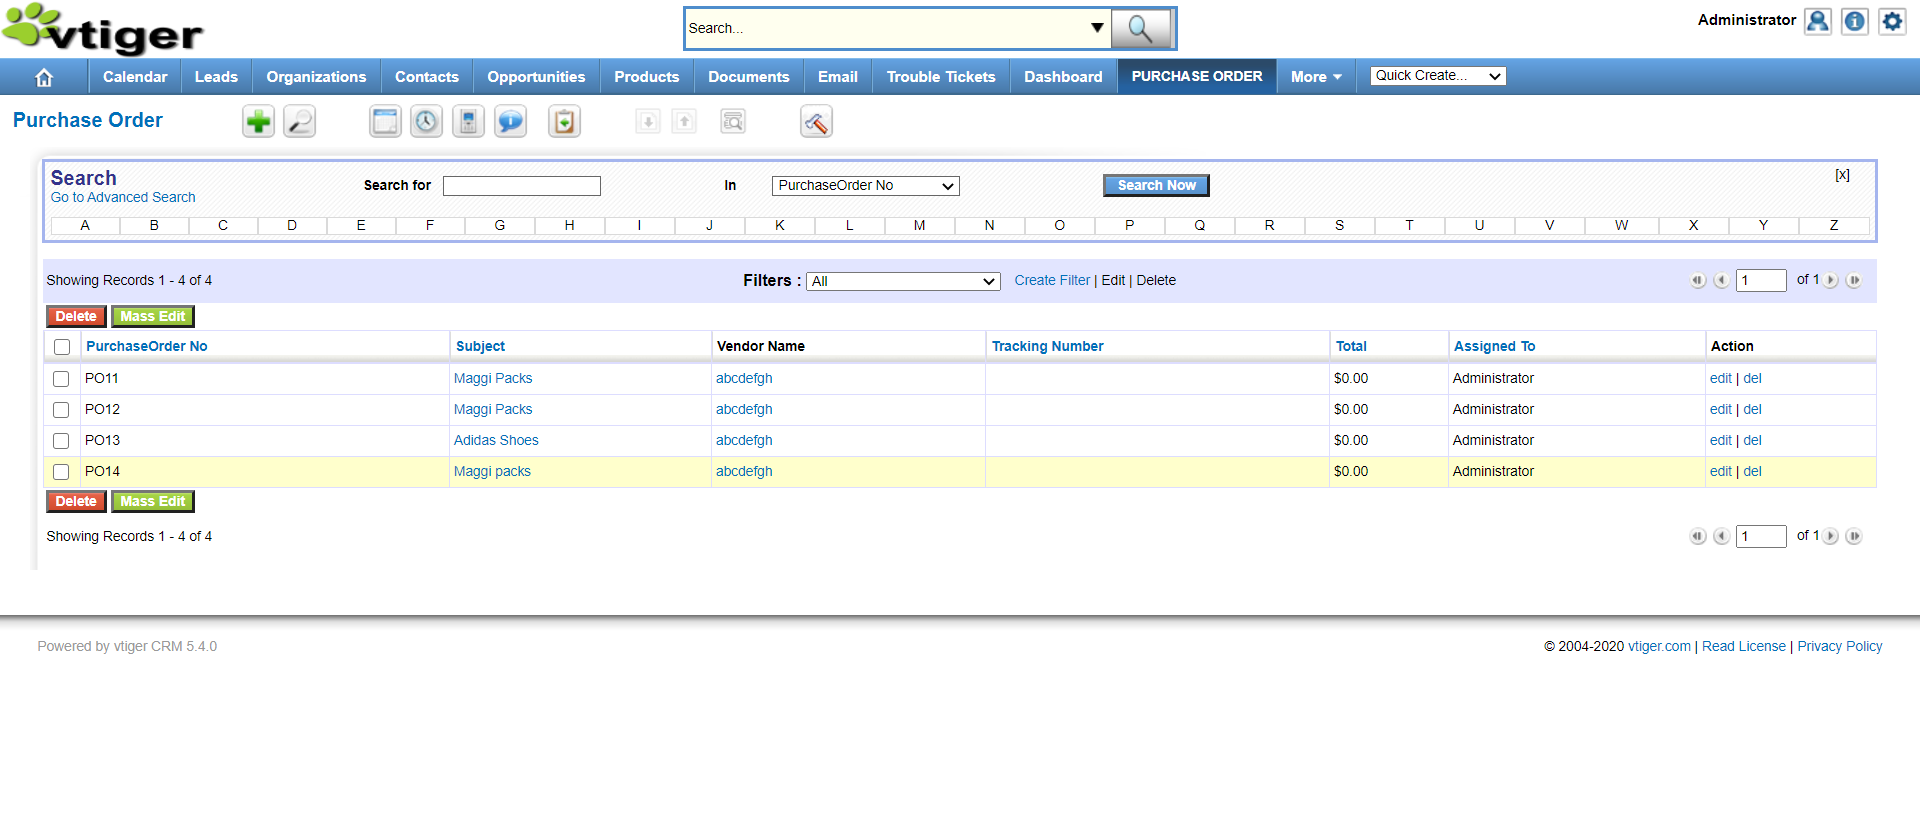 vtiger
Search...
Administrator
Calendar Leads Organizations Contacts Opportunities Products Documents Email Trouble Tickets Dashboard PURCHASE ORDER More Quick Create...
Purchase Order
Search
Go to Advanced Search
Search for In PurchaseOrder No Search Now [x]
A B C D E F G H I J K L M N O P Q R S T U V W X Y Z
Showing Records 1 - 4 of 4 Filters : All Create Filter | Edit | Delete 1 of 1
Delete Mass Edit
PurchaseOrder No Subject Vendor Name Tracking Number Total Assigned To Action
PO11 Maggi Packs abcdefgh $0.00 Administrator edit | del
PO12 Maggi Packs abcdefgh $0.00 Administrator edit | del
PO13 Adidas Shoes abcdefgh $0.00 Administrator edit | del
PO14 Maggi packs abcdefgh $0.00 Administrator edit | del
Delete Mass Edit
Showing Records 1 - 4 of 4 1 of 1
Powered by vtiger CRM 5.4.0 © 2004-2020 vtiger.com | Read License | Privacy Policy